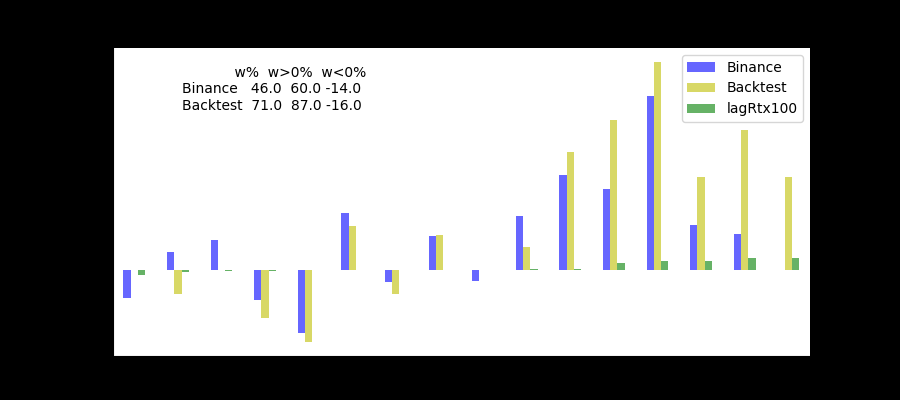 w% w>0% w<0%
Binance 46.0 60.0 -14.0
Backtest 71.0 87.0 -16.0
Binance
Backtest
lagRtx100